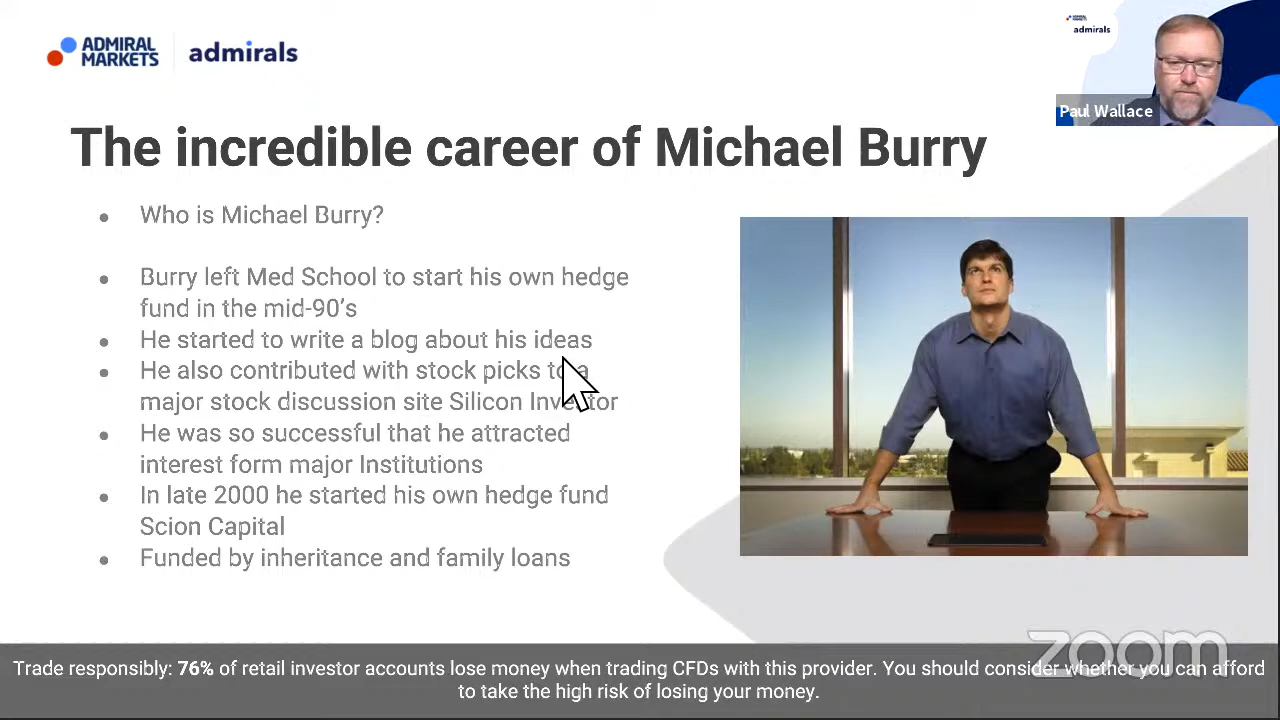 ADMIRAL
MARKETS
admirals
ADMIRAL
MARKETS
admirals
Paul Wallace
The incredible career of Michael Burry
• Who is Michael Burry?
• Burry left Med School to start his own hedge
fund in the mid-90’s
• He started to write a blog about his ideas
• He also contributed with stock picks to a
major stock discussion site Silicon Investor
• He was so successful that he attracted
interest form major Institutions
• In late 2000 he started his own hedge fund
Scion Capital
• Funded by inheritance and family loans
zoom
Trade responsibly: 76% of retail investor accounts lose money when trading CFDs with this provider. You should consider whether you can afford
to take the high risk of losing your money.